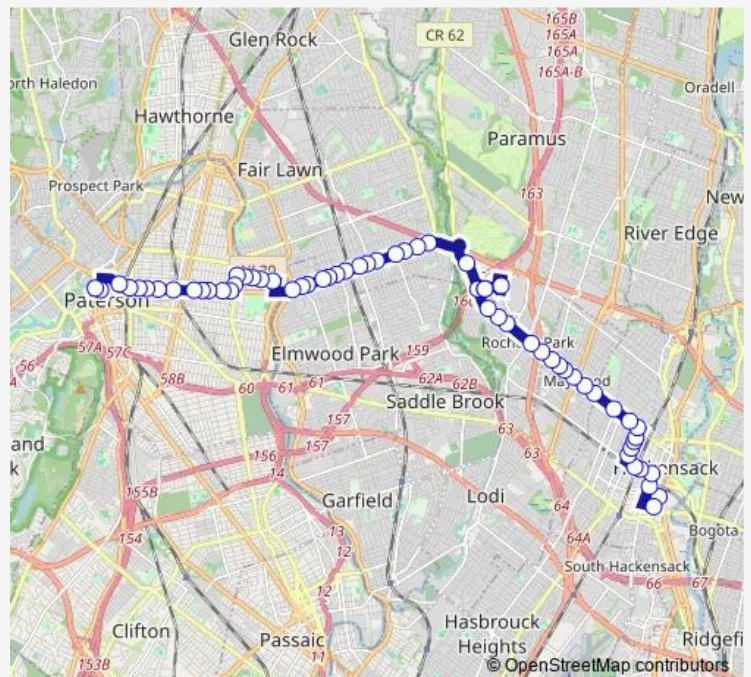 Glen Rock
CR 62
165B
165A
165A
165A-B
orth Haledon
Oradell
Hawthorne
Paramus
Fair Lawn
Prospect Park
163
New
River Edge
Paterson
Elmwood Park
159
57A
57C
56
58B
60
61
61
62A
62B
Saddle Brook
63
63
157
157
156
14
and
k
155B
154
Garfield
Lodi
64
64A
Bogota
South Hackensack
66
67
13
12
12
11
Clifton
Passaic
Hasbrouck
Heights
Ridgefi
153B
© OpenStreetMap contributors